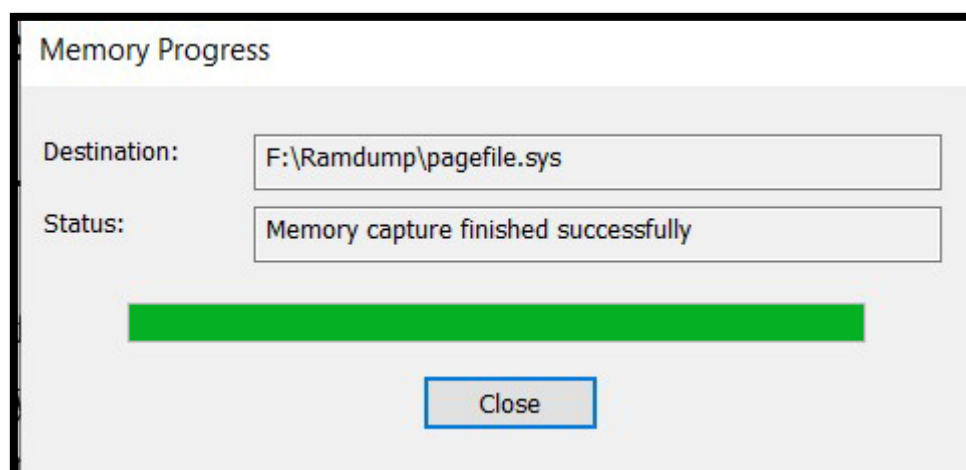 Memory Progress
Destination: F:\Ramdump\pagefile.sys
Status: Memory capture finished successfully
Close